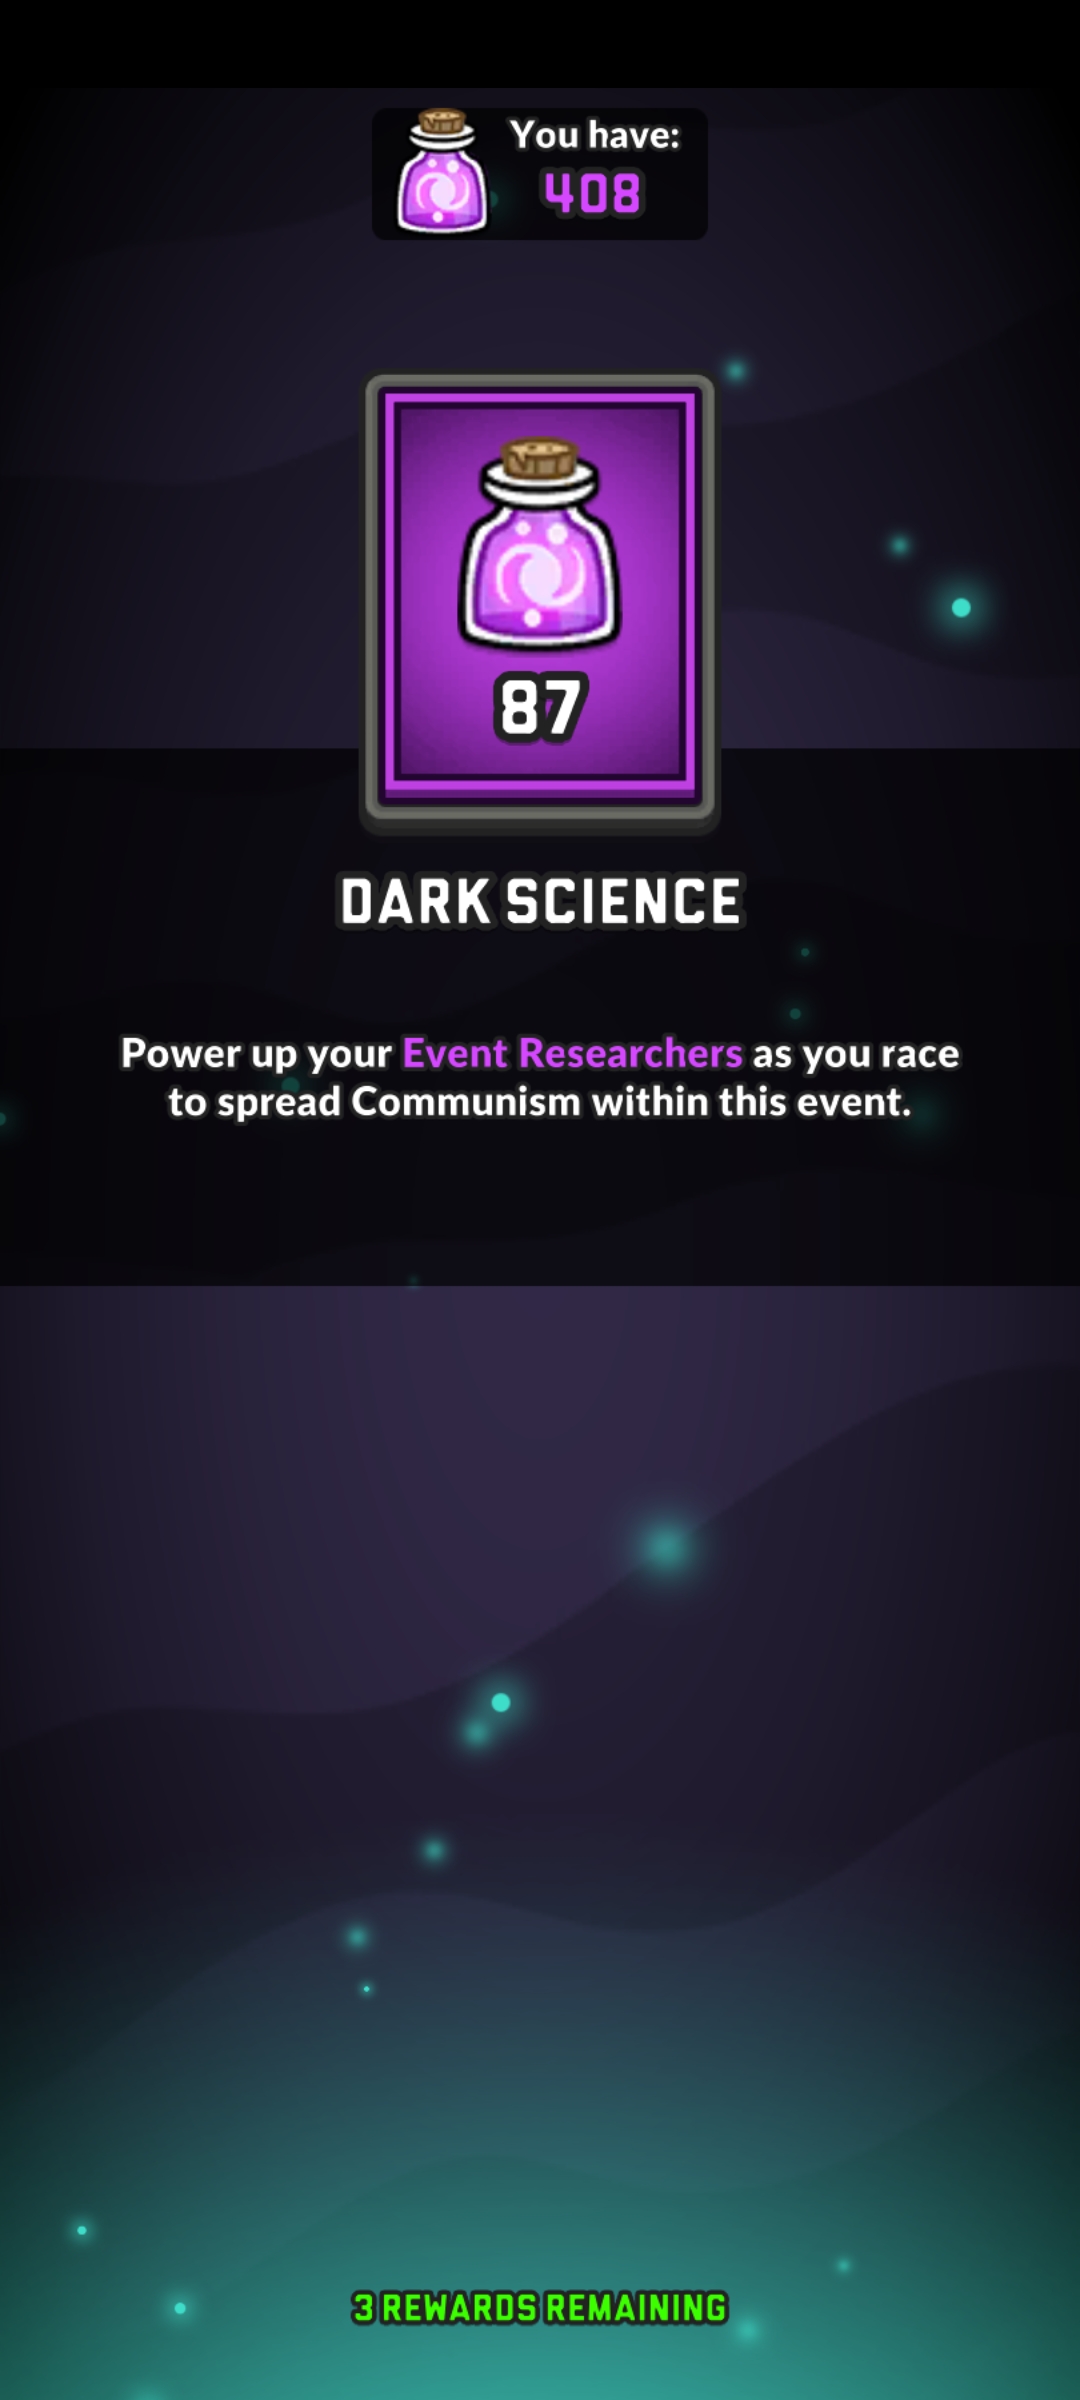 You have:
408
87
DARK SCIENCE
Power up your Event Researchers as you race
to spread Communism within this event.
3 REWARDS REMAINING